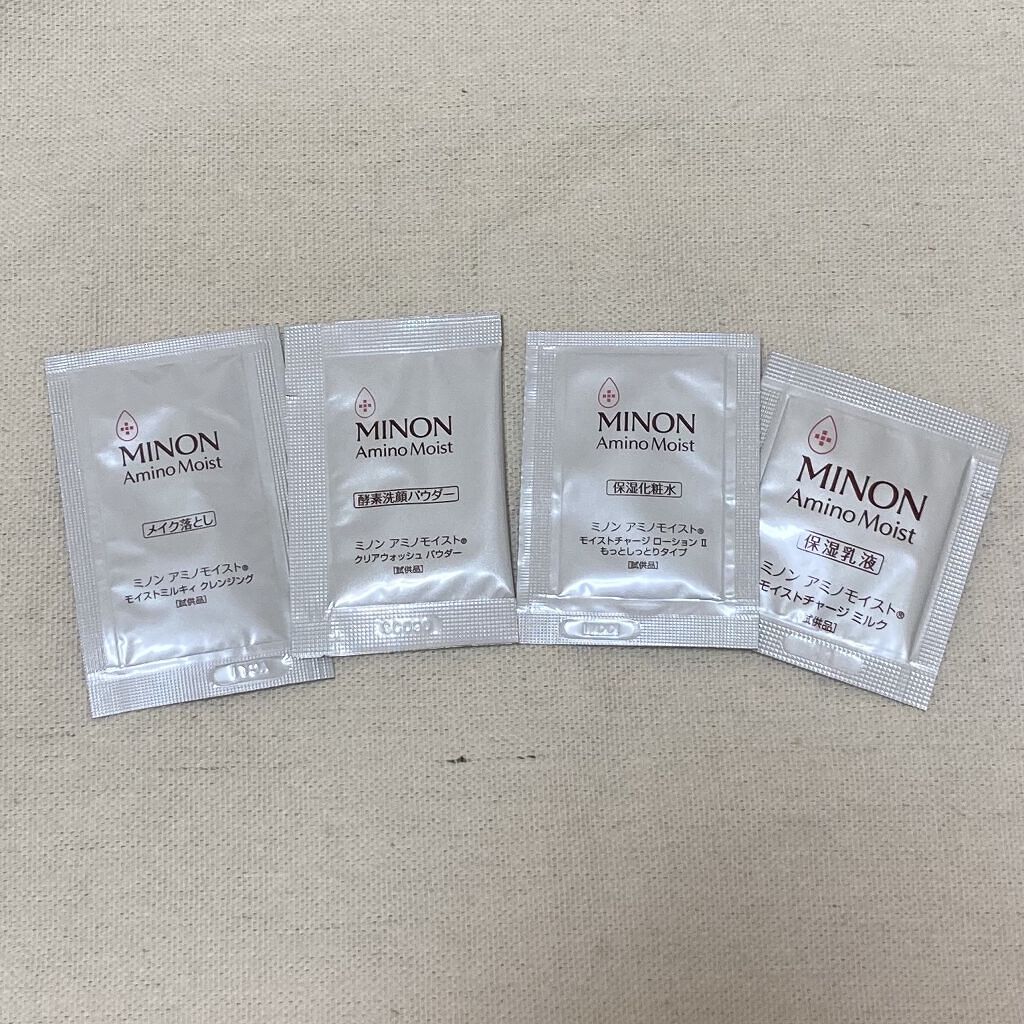 MINON
Amino Moist
メイク落とし
ミノン アミノモイスト®
モイストミルキィ クレンジング
[試供品]
MINON
Amino Moist
酵素洗顔パウダー
ミノン アミノモイスト®
クリアウォッシュ パウダー
[試供品]
MINON
Amino Moist
保湿化粧水
ミノン アミノモイスト®
モイストチャージ ローション Ⅱ
もっとしっとりタイプ
[試供品]
MINON
Amino Moist
保湿乳液
ミノン アミノモイスト®
モイストチャージ ミルク
試供品]